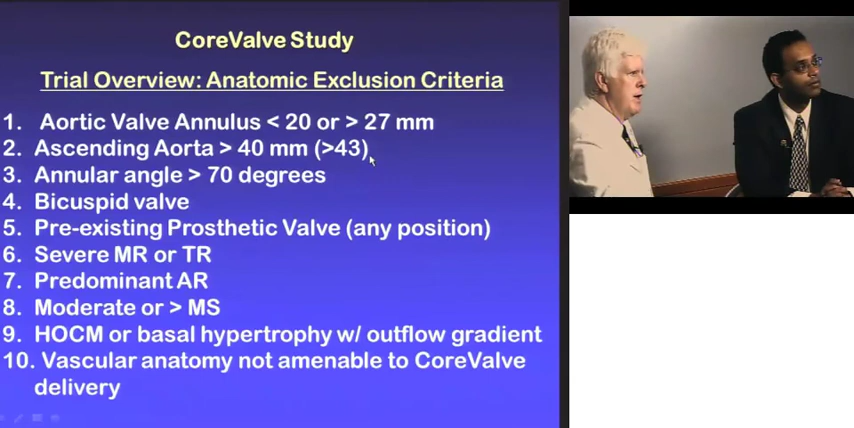 CoreValve Study
Trial Overview: Anatomic Exclusion Criteria
1. Aortic Valve Annulus < 20 or > 27 mm
2. Ascending Aorta > 40 mm (>43)
3. Annular angle > 70 degrees
4. Bicuspid valve
5. Pre-existing Prosthetic Valve (any position)
6. Severe MR or TR
7. Predominant AR
8. Moderate or > MS
9. HOCM or basal hypertrophy w/ outflow gradient
10. Vascular anatomy not amenable to CoreValve
delivery